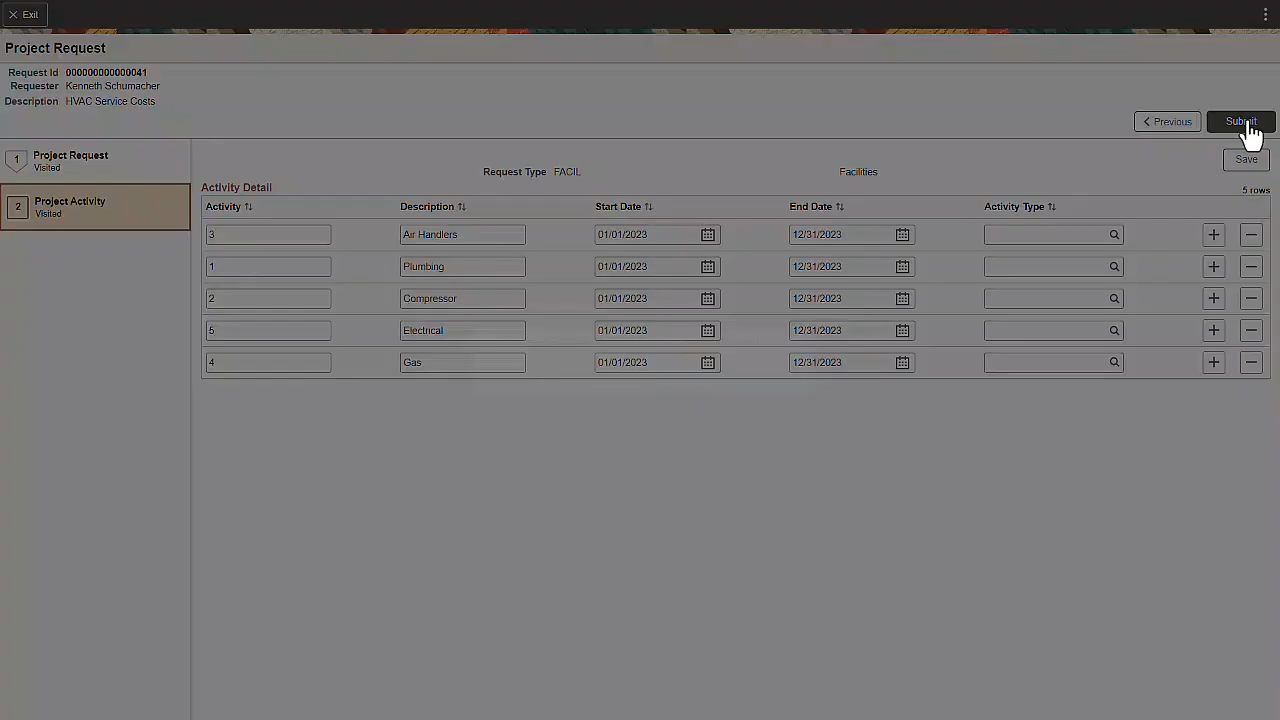 Exit
Project Request
Request Id 000000000000041
Requester Kenneth Schumacher
Description HVAC Service Costs
Previous Submit
1 Project Request
Visited
2 Project Activity
Visited
Save
Request Type FACIL Facilities
Activity Detail
5 rows
Activity Description Start Date End Date Activity Type
3 Air Handlers 01/01/2023 12/31/2023
1 Plumbing 01/01/2023 12/31/2023
2 Compressor 01/01/2023 12/31/2023
5 Electrical 01/01/2023 12/31/2023
4 Gas 01/01/2023 12/31/2023